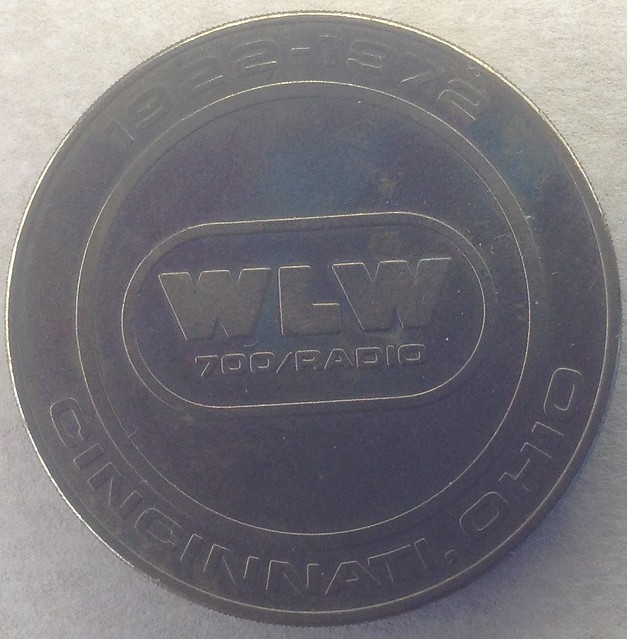 1922-1972
WLW
700/RADIO
CINCINNATI, OHIO